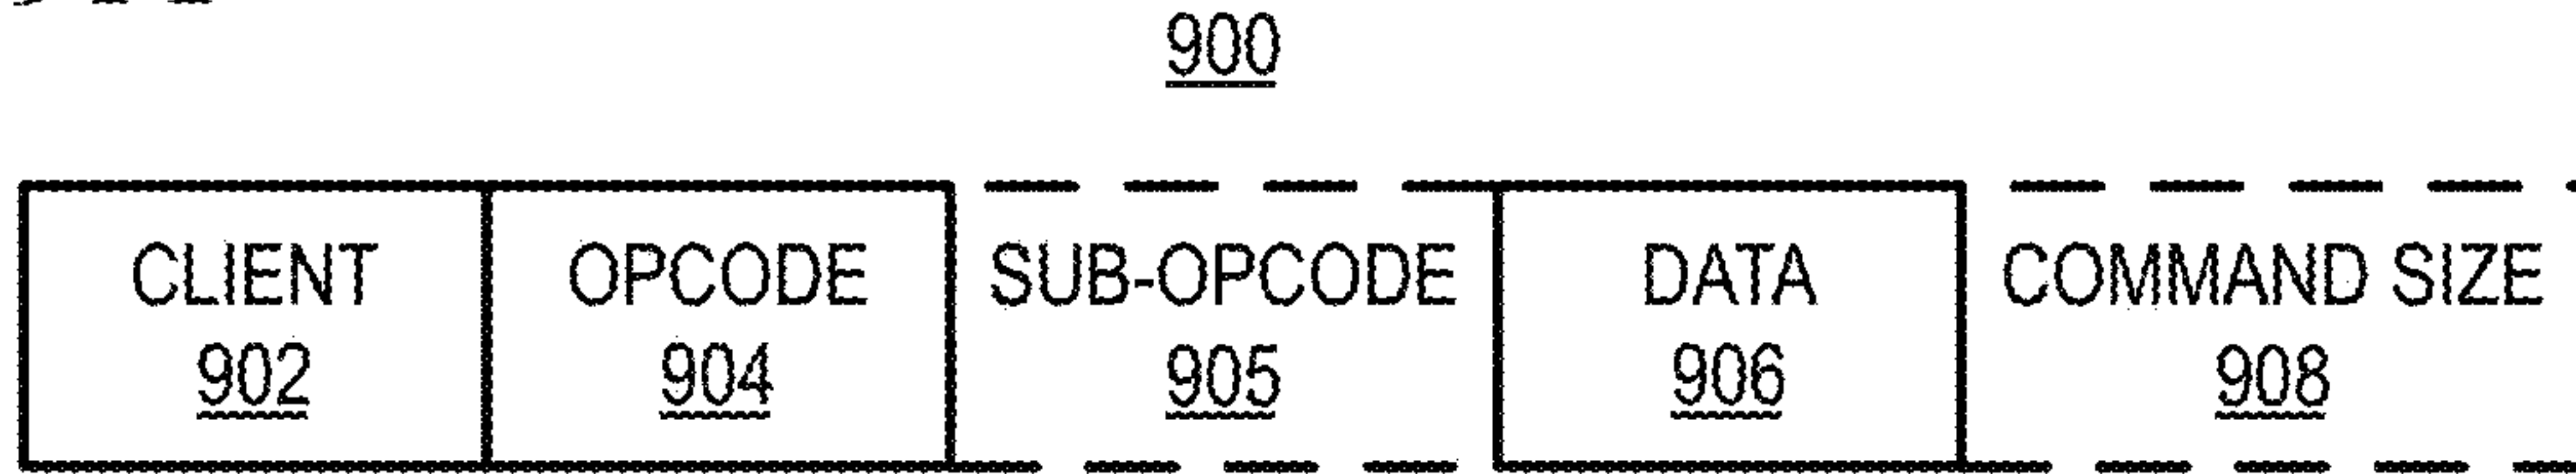 900
CLIENT OPCODE SUB-OPCODE DATA COMMAND SIZE
902 904 905 906 908